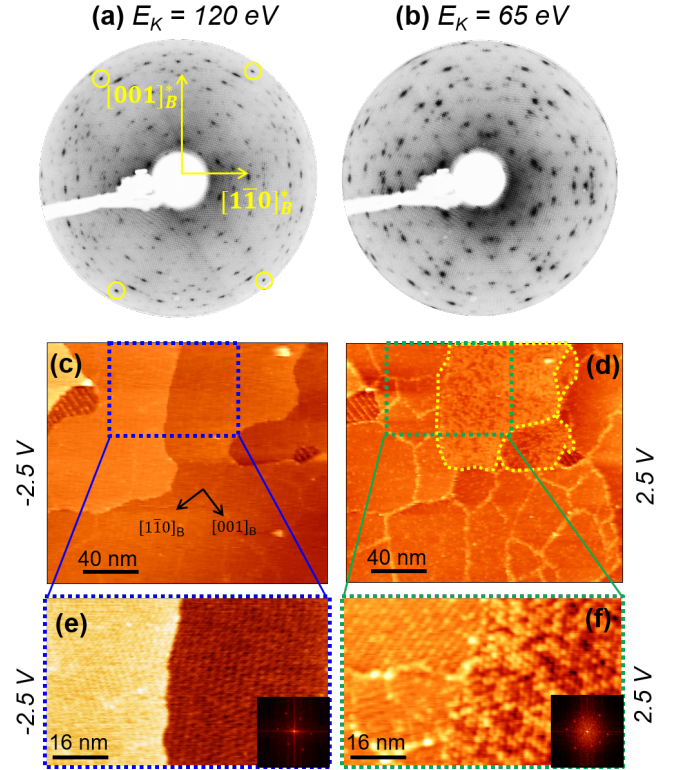 (a) E_K = 120 eV
(b) E_K = 65 eV
[001]*_B
[11̅0]*_B
(c)
(d)
-2.5 V
2.5 V
[11̅0]_B
[001]_B
40 nm
40 nm
(e)
(f)
-2.5 V
2.5 V
16 nm
16 nm